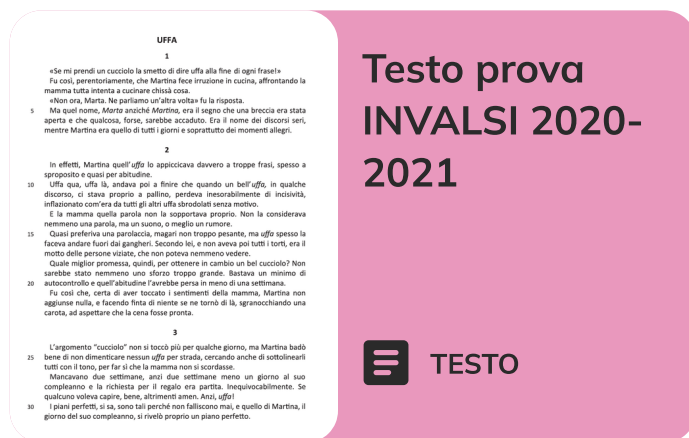 UFFA
1
«Se mi prendi un cucciolo la smetto di dire uffa alla fine di ogni frase!»
Fu così, perentoriamente, che Martina fece irruzione in cucina, affrontando la
mamma tutta intenta a cucinare chissà cosa.
«Non ora, Marta. Ne parliamo un'altra volta» fu la risposta.
5 Ma quel nome, Marta anziché Martina, era il segno che una breccia era stata
aperta e che qualcosa, forse, sarebbe accaduto. Era il nome dei discorsi seri,
mentre Martina era quello di tutti i giorni e soprattutto dei momenti allegri.
2
In effetti, Martina quell'uffa lo appiccicava davvero a troppe frasi, spesso a
sproposito e quasi per abitudine.
10 Uffa qua, uffa là, andava poi a finire che quando un bell'uffa, in qualche
discorso, ci stava proprio a pallino, perdeva inesorabilmente di incisività,
inflazionato com'era da tutti gli altri uffa sbrodolati senza motivo.
E la mamma quella parola non la sopportava proprio. Non la considerava
nemmeno una parola, ma un suono, o meglio un rumore.
15 Quasi preferiva una parolaccia, magari non troppo pesante, ma uffa spesso la
faceva andare fuori dai gangheri. Secondo lei, e non aveva poi tutti i torti, era il
motto delle persone viziate, che non poteva nemmeno vedere.
Quale miglior promessa, quindi, per ottenere in cambio un bel cucciolo? Non
sarebbe stato nemmeno uno sforzo troppo grande. Bastava un minimo di
20 autocontrollo e quell'abitudine l'avrebbe persa in meno di una settimana.
Fu così che, certa di aver toccato i sentimenti della mamma, Martina non
aggiunse nulla, e facendo finta di niente se ne tornò di là, sgranocchiando una
carota, ad aspettare che la cena fosse pronta.
3
L'argomento "cucciolo" non si toccò più per qualche giorno, ma Martina badò
25 bene di non dimenticare nessun uffa per strada, cercando anche di sottolinearli
tutti con il tono, per far sì che la mamma non si scordasse.
Mancavano due settimane, anzi due settimane meno un giorno al suo
compleanno e la richiesta per il regalo era partita. Inequivocabilmente. Se
qualcuno voleva capire, bene, altrimenti amen. Anzi, uffa!
30 I piani perfetti, si sa, sono tali perché non falliscono mai, e quello di Martina, il
giorno del suo compleanno, si rivelò proprio un piano perfetto.
Testo prova
INVALSI 2020-
2021
TESTO